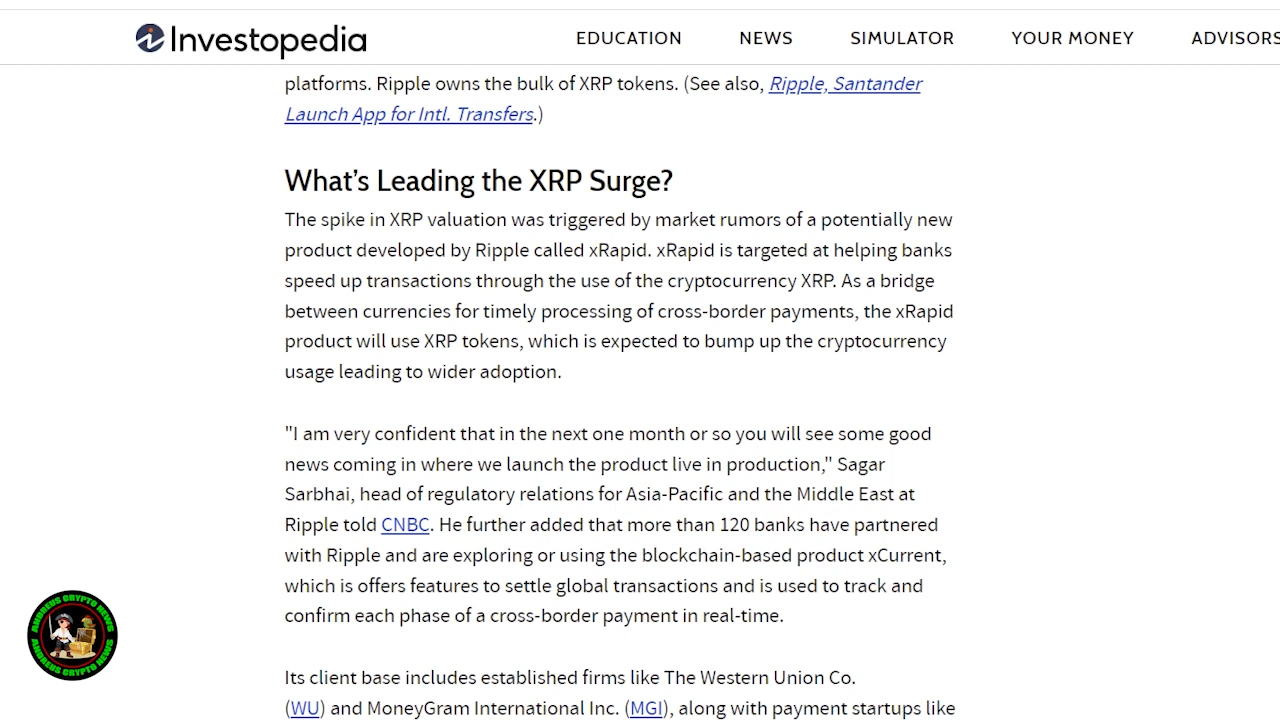 Investopedia
EDUCATION NEWS SIMULATOR YOUR MONEY ADVISORS
platforms. Ripple owns the bulk of XRP tokens. (See also, Ripple, Santander
Launch App for Intl. Transfers.)
What's Leading the XRP Surge?
The spike in XRP valuation was triggered by market rumors of a potentially new
product developed by Ripple called xRapid. xRapid is targeted at helping banks
speed up transactions through the use of the cryptocurrency XRP. As a bridge
between currencies for timely processing of cross-border payments, the xRapid
product will use XRP tokens, which is expected to bump up the cryptocurrency
usage leading to wider adoption.
"I am very confident that in the next one month or so you will see some good
news coming in where we launch the product live in production," Sagar
Sarbhai, head of regulatory relations for Asia-Pacific and the Middle East at
Ripple told CNBC. He further added that more than 120 banks have partnered
with Ripple and are exploring or using the blockchain-based product xCurrent,
which is offers features to settle global transactions and is used to track and
confirm each phase of a cross-border payment in real-time.
Its client base includes established firms like The Western Union Co.
(WU) and MoneyGram International Inc. (MGI), along with payment startups like
ANDREUS CRYPTO NEWS
ANDREUS CRYPTO NEWS